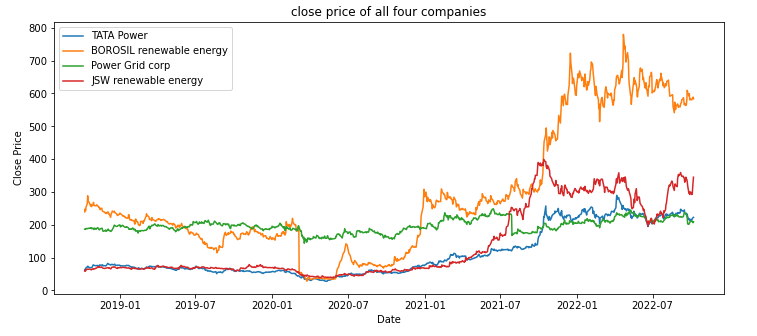 close price of all four companies
TATA Power
BOROSIL renewable energy
Power Grid corp
JSW renewable energy
Close Price
800
700
600
500
400
300
200
100
0
2019-01 2019-07 2020-01 2020-07 2021-01 2021-07 2022-01 2022-07
Date